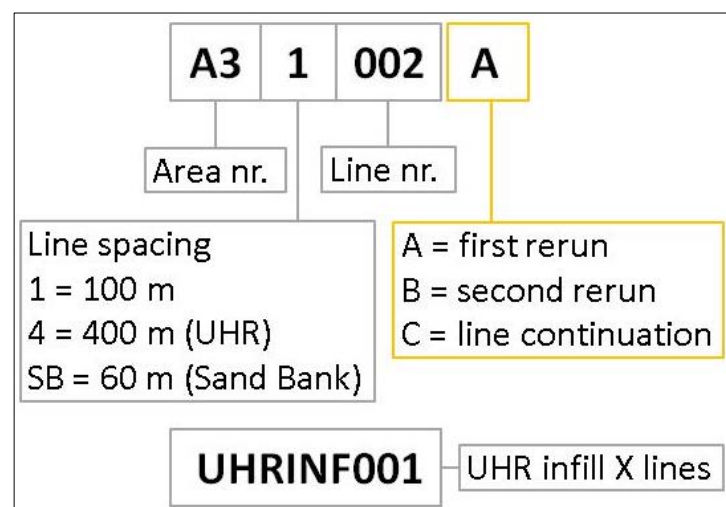 A3 1 002 A
Area nr.
Line nr.
Line spacing
1 = 100 m
4 = 400 m (UHR)
SB = 60 m (Sand Bank)
A = first rerun
B = second rerun
C = line continuation
UHRINF001
UHR infill X lines